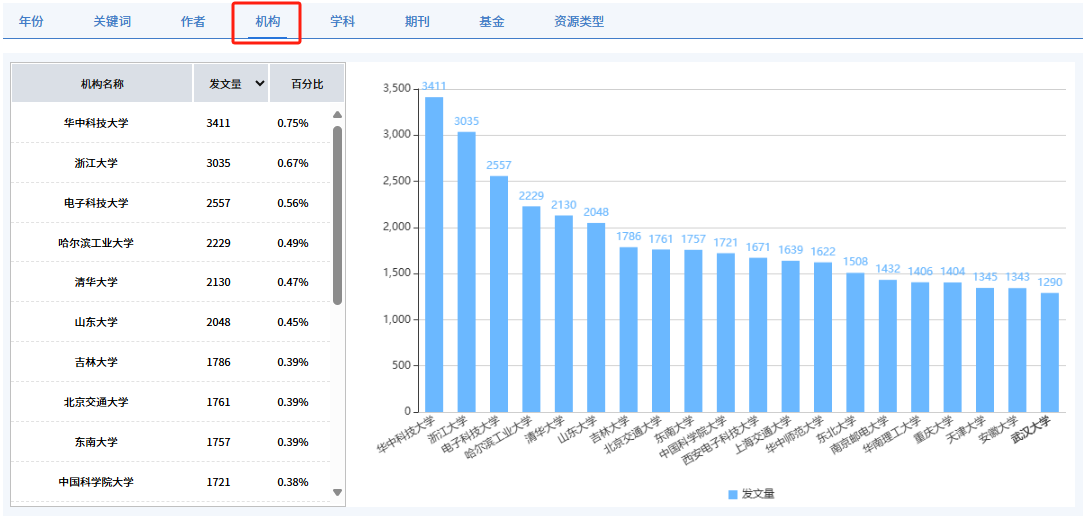 年份 关键词 作者 机构 学科 期刊 基金 资源类型
机构名称 发文量 百分比
华中科技大学 3411 0.75%
浙江大学 3035 0.67%
电子科技大学 2557 0.56%
哈尔滨工业大学 2229 0.49%
清华大学 2130 0.47%
山东大学 2048 0.45%
吉林大学 1786 0.39%
北京交通大学 1761 0.39%
东南大学 1757 0.39%
中国科学院大学 1721 0.38%
3,500
3,000
2,500
2,000
1,500
1,000
500
0
3411 3035 2557 2229 2130 2048 1786 1761 1757 1721 1671 1639 1622 1508 1432 1406 1404 1345 1343 1290
华中科技大学 浙江大学 电子科技大学 哈尔滨工业大学 清华大学 山东大学 吉林大学 北京交通大学 东南大学 中国科学院大学 西安电子科技大学 上海交通大学 华中师范大学 东北大学 南京邮电大学 华南理工大学 重庆大学 天津大学 安徽大学 武汉大学
发文量